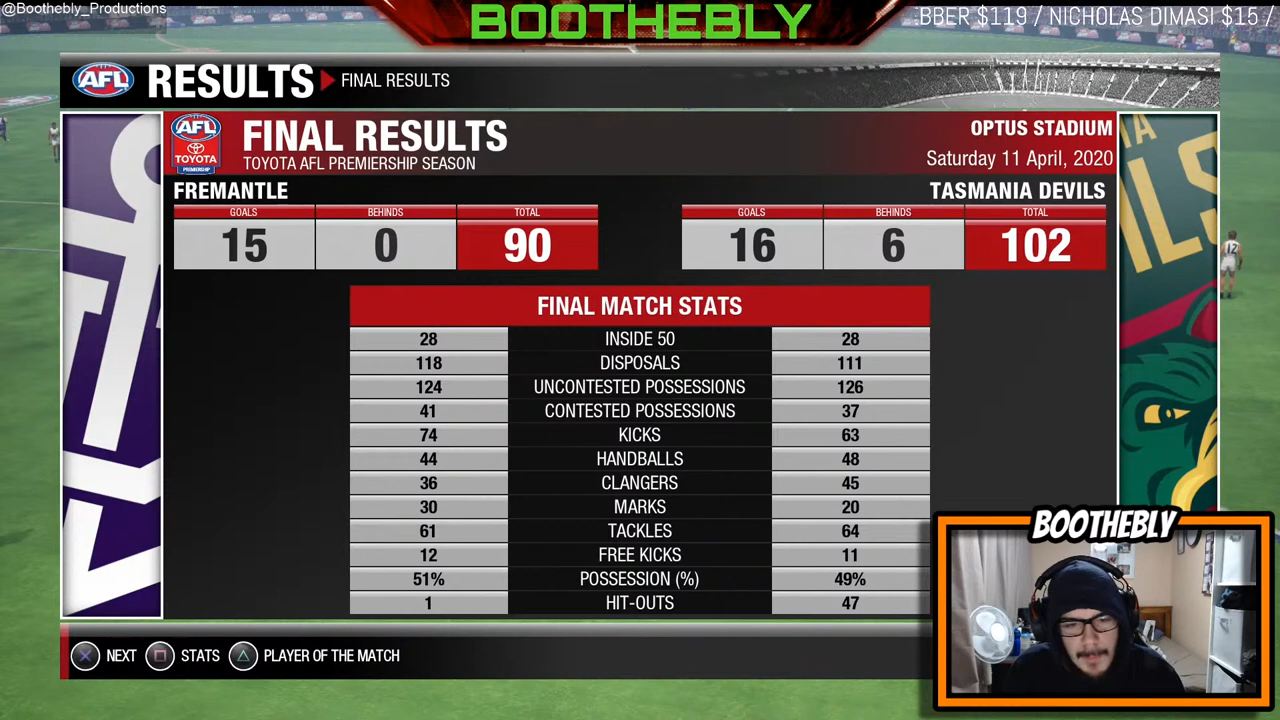 @Boothebly_Productions
BOOTHEBLY
BBER $119 / NICHOLAS DIMASI $15 /
AFL RESULTS FINAL RESULTS
AFL TOYOTA PREMIERSHIP
FINAL RESULTS
TOYOTA AFL PREMIERSHIP SEASON
OPTUS STADIUM
Saturday 11 April, 2020
FREMANTLE TASMANIA DEVILS
GOALS BEHINDS TOTAL GOALS BEHINDS TOTAL
15 0 90 16 6 102
FINAL MATCH STATS
28 INSIDE 50 28
118 DISPOSALS 111
124 UNCONTESTED POSSESSIONS 126
41 CONTESTED POSSESSIONS 37
74 KICKS 63
44 HANDBALLS 48
36 CLANGERS 45
30 MARKS 20
61 TACKLES 64
12 FREE KICKS 11
51% POSSESSION (%) 49%
1 HIT-OUTS 47
NEXT STATS PLAYER OF THE MATCH
BOOTHEBLY
12